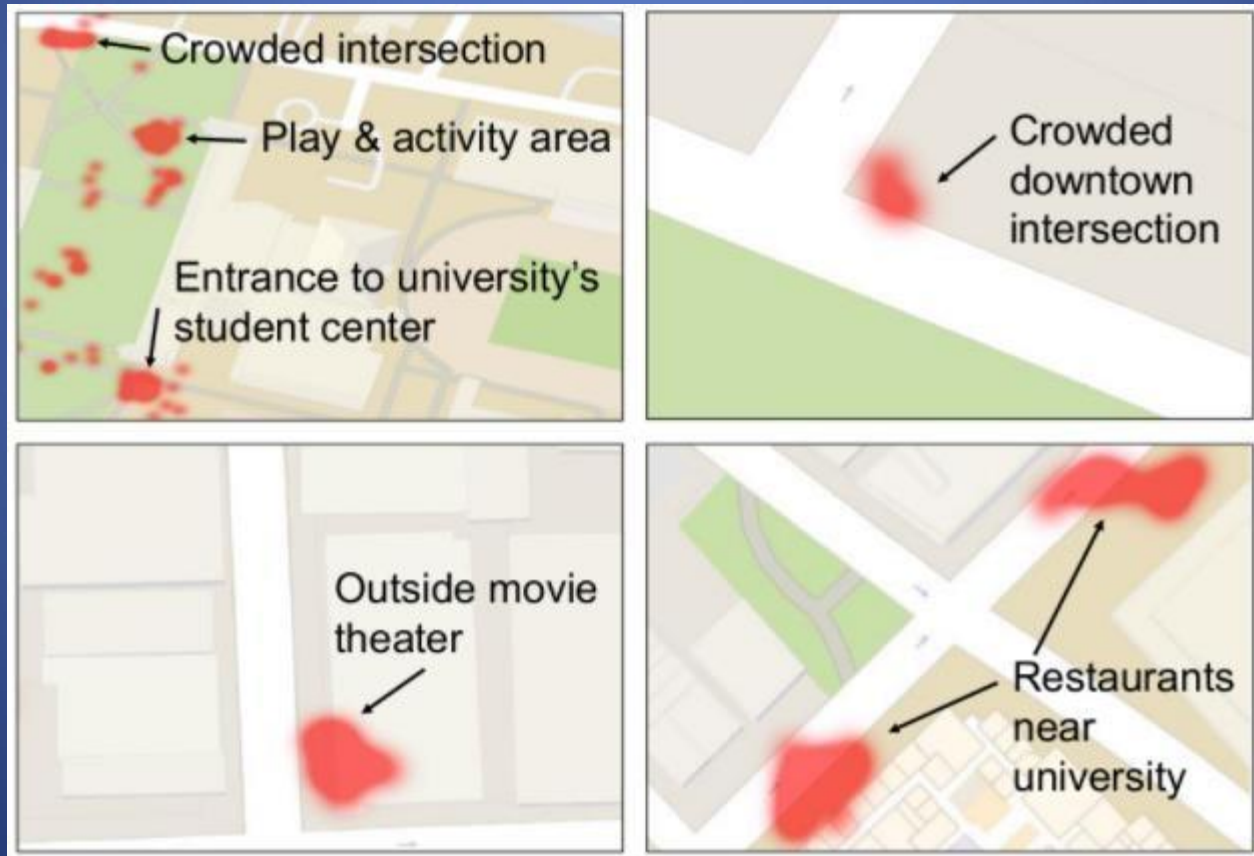 Crowded intersection
Play & activity area
Entrance to university's
student center
Crowded
downtown
intersection
Outside movie
theater
Restaurants
near
university